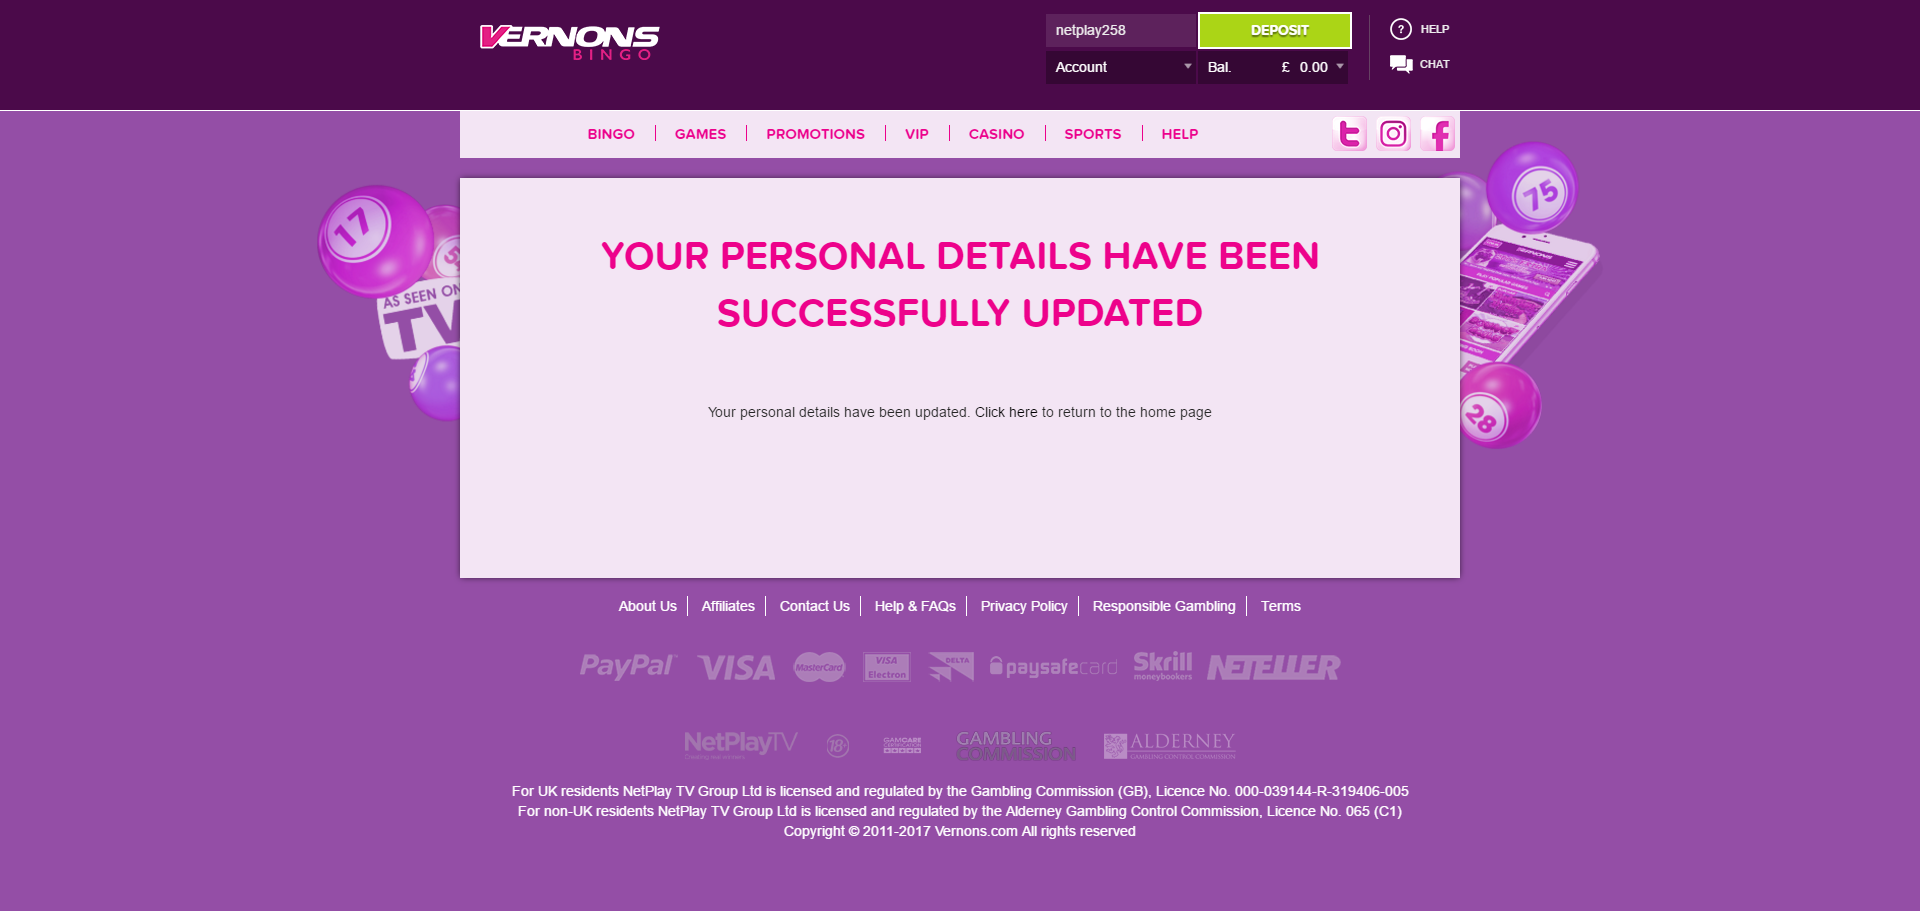 VERNONS
BINGO
netplay258
DEPOSIT
HELP
Account
Bal. £ 0.00
CHAT
BINGO
GAMES
PROMOTIONS
VIP
CASINO
SPORTS
HELP
17
75
AS SEEN ON
TV
28
YOUR PERSONAL DETAILS HAVE BEEN
SUCCESSFULLY UPDATED
Your personal details have been updated. Click here to return to the home page
About Us
Affiliates
Contact Us
Help & FAQs
Privacy Policy
Responsible Gambling
Terms
PayPal
VISA
MasterCard
VISA
Electron
DELTA
paysafecard
Skrill
moneybookers
NETELLER
NetPlayTV
18+
GAMCARE
CERTIFICATION
GAMBLING
COMMISSION
ALDERNEY
GAMBLING CONTROL COMMISSION
For UK residents NetPlay TV Group Ltd is licensed and regulated by the Gambling Commission (GB), Licence No. 000-039144-R-319406-005
For non-UK residents NetPlay TV Group Ltd is licensed and regulated by the Alderney Gambling Control Commission, Licence No. 065 (C1)
Copyright © 2011-2017 Vernons.com All rights reserved